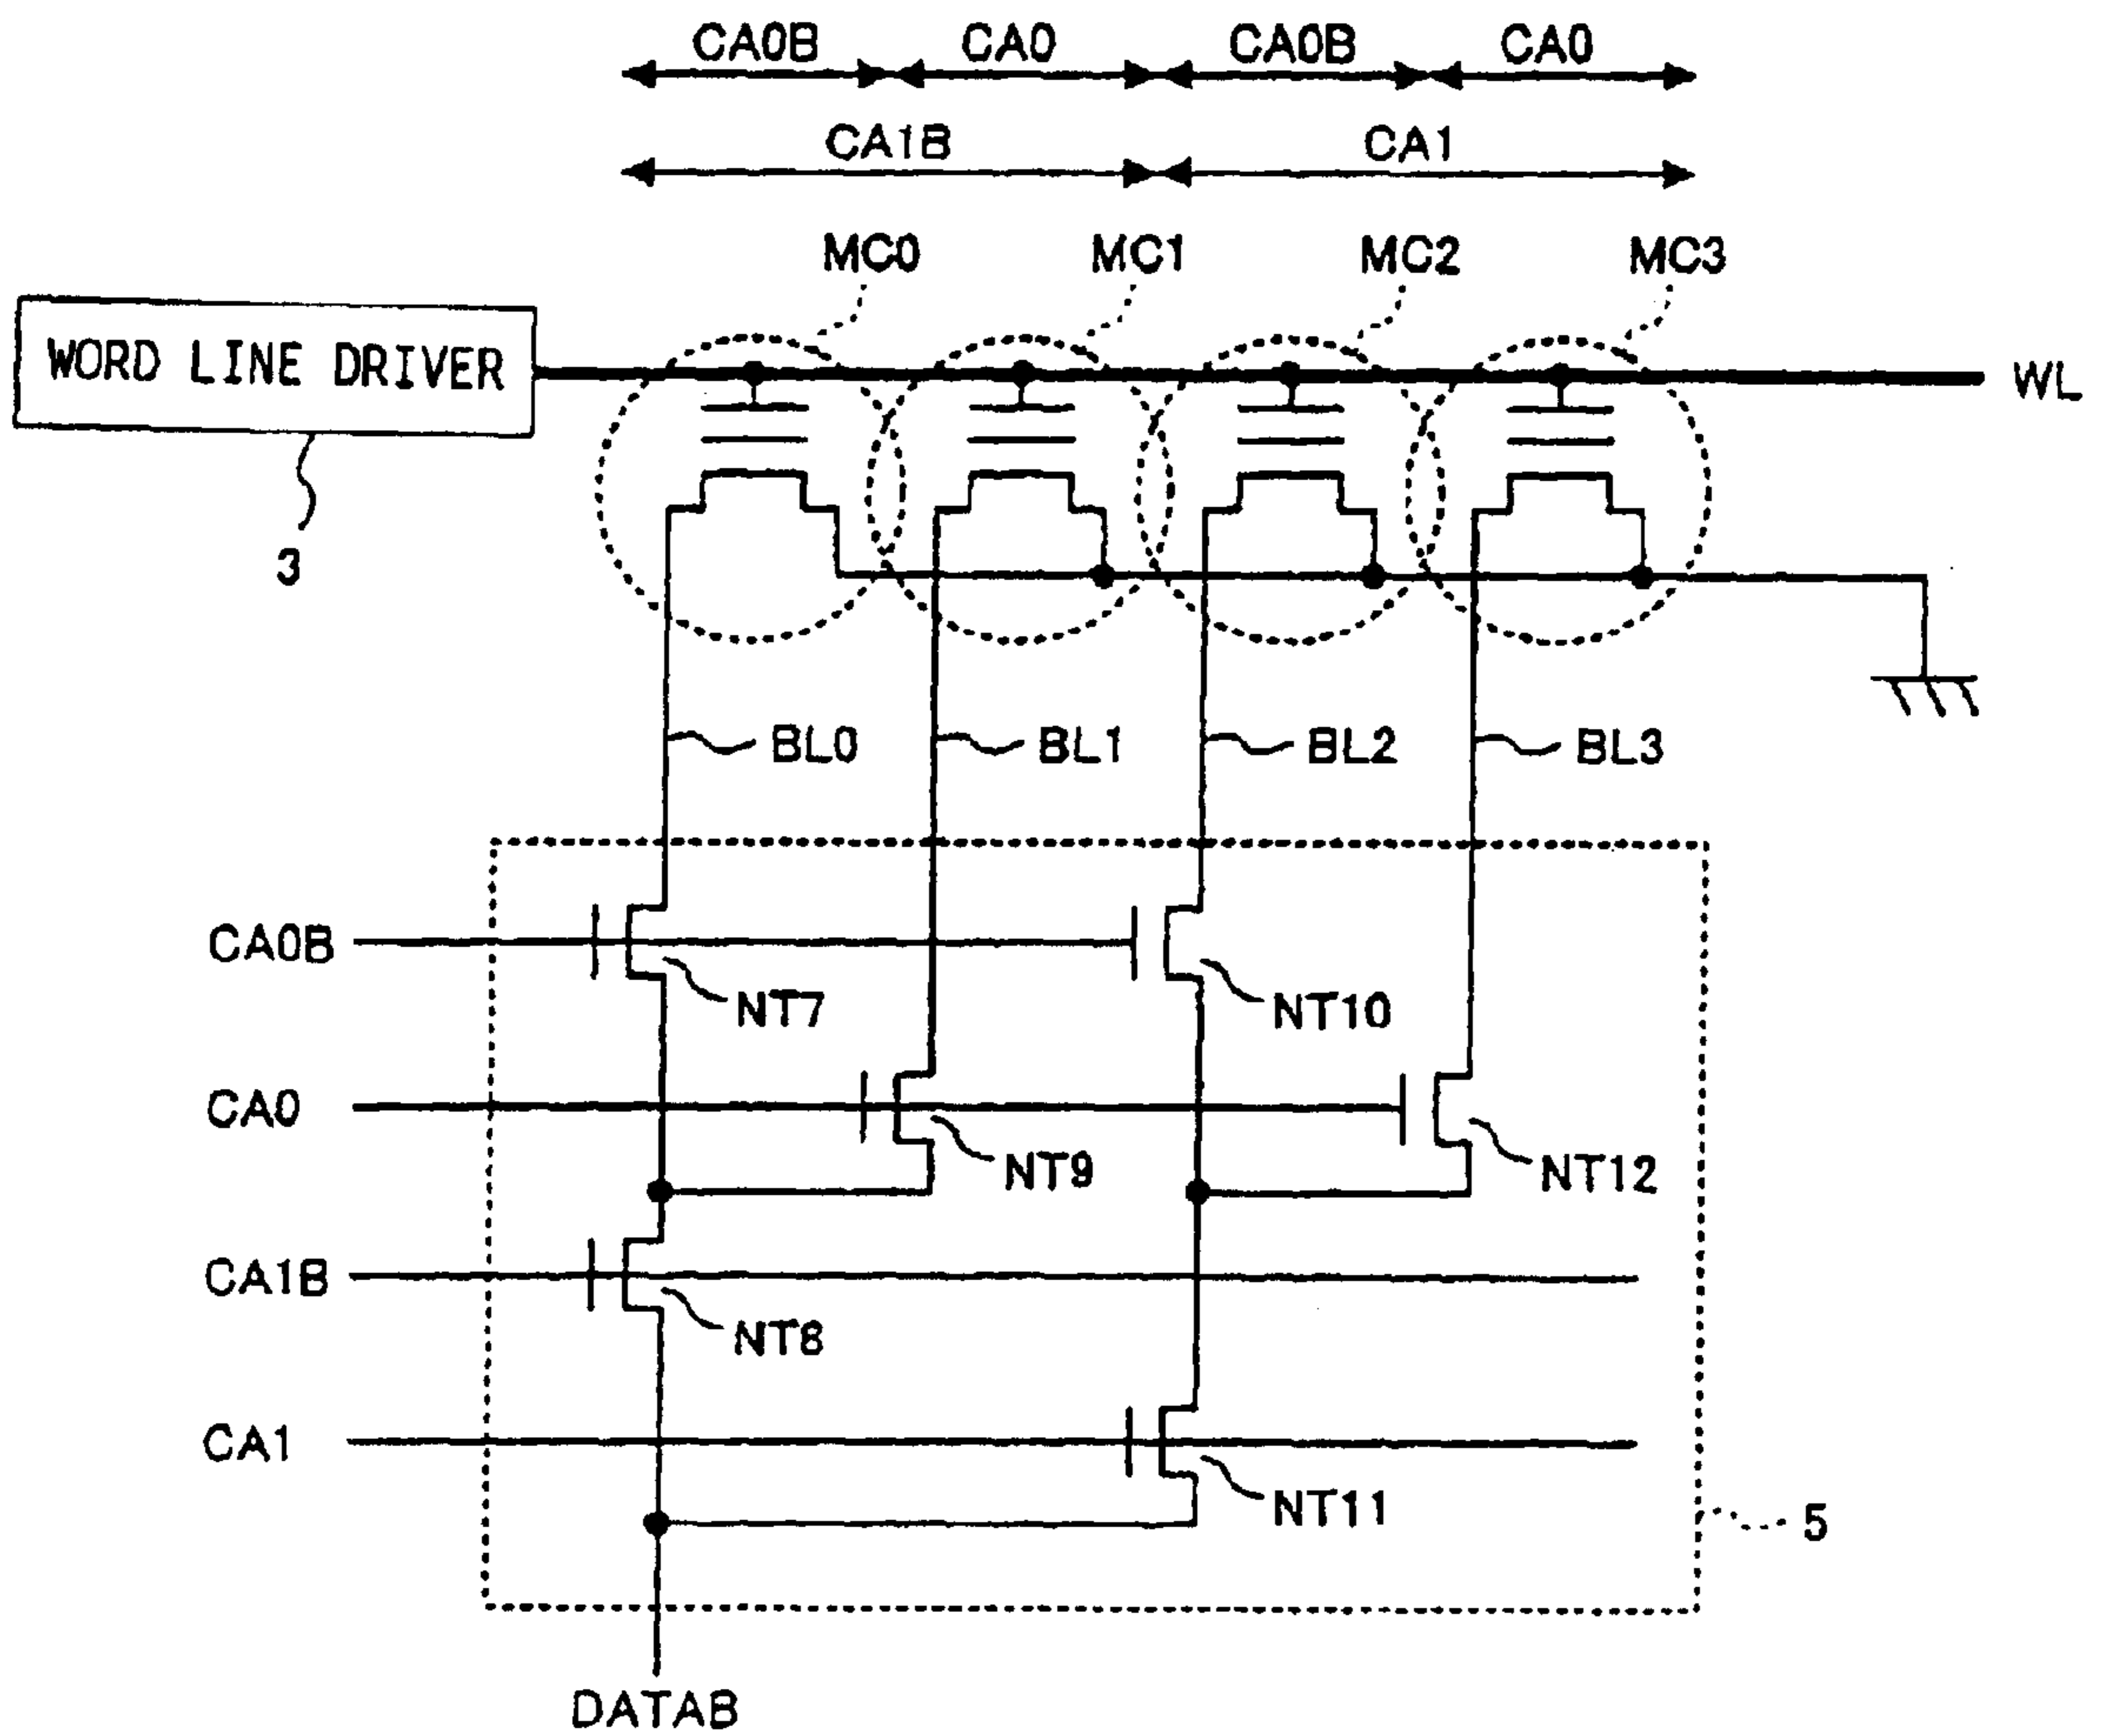 CA0B CA0 CA0B CA0
CA1B CA1
MC0 MC1 MC2 MC3
WORD LINE DRIVER
WL
3
BL0 BL1 BL2 BL3
CA0B
NT7 NT10
CA0
NT9 NT12
CA1B
NT8
CA1
NT11
5
DATAB